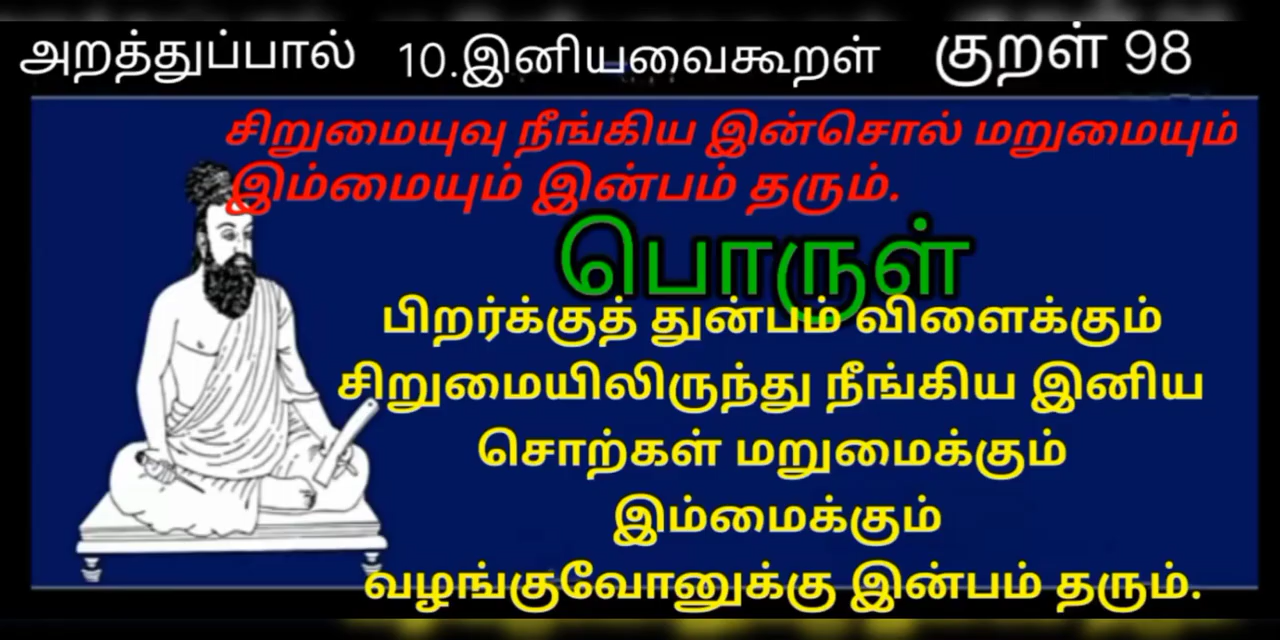 அறத்துப்பால் 10.இனியவைகூறள் குறள் 98
சிறுமையுவு நீங்கிய இன்சொல் மறுமையும்
இம்மையும் இன்பம் தரும்.
பொருள்
பிறர்க்குத் துன்பம் விளைக்கும்
சிறுமையிலிருந்து நீங்கிய இனிய
சொற்கள் மறுமைக்கும்
இம்மைக்கும்
வழங்குவோனுக்கு இன்பம் தரும்.